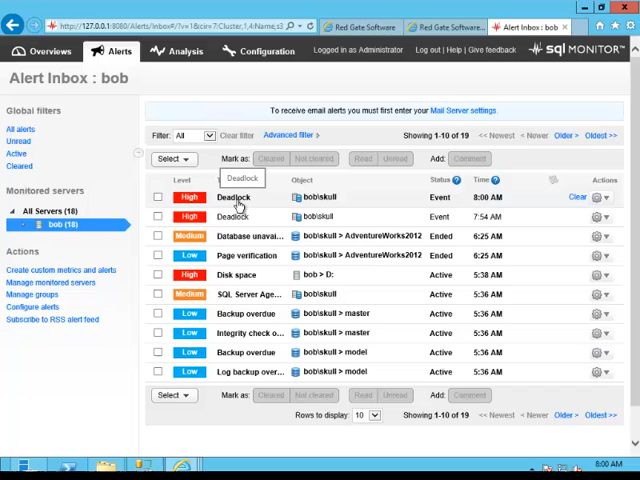 http://127.0.0.1:8080/Alerts/Inbox#/?v=1&cir=7:Cluster,1,4:Name,s3
Red Gate Software
Red Gate Software...
Alert Inbox : bob
Overviews
Alerts
Analysis
Configuration
Logged in as Administrator
Log out | Help | Give feedback
SQL MONITOR
Alert Inbox : bob
Global filters
All alerts
Unread
Active
Cleared
Monitored servers
All Servers (18)
bob (18)
Actions
Create custom metrics and alerts
Manage monitored servers
Manage groups
Configure alerts
Subscribe to RSS alert feed
To receive email alerts you must first enter your Mail Server settings.
Filter: All Clear filter Advanced filter Showing 1-10 of 19 << Newest < Newer Older > Oldest >>
Select Mark as: Cleared Not cleared Read Unread Add: Comment
Deadlock
Level Object Status Time Actions
High Deadlock bob\skull Event 8:00 AM Clear
High Deadlock bob\skull Event 7:54 AM
Medium Database unavai... bob\skull > AdventureWorks2012 Ended 6:25 AM
Low Page verification bob\skull > AdventureWorks2012 Ended 6:25 AM
High Disk space bob > D: Active 5:38 AM
Medium SQL Server Age... bob\skull Active 5:36 AM
Low Backup overdue bob\skull > master Active 5:36 AM
Low Integrity check o... bob\skull > master Active 5:36 AM
Low Backup overdue bob\skull > model Active 5:36 AM
Low Log backup over... bob\skull > model Active 5:36 AM
Select Mark as: Cleared Not cleared Read Unread Add: Comment
Rows to display: 10 Showing 1-10 of 19 << Newest < Newer Older > Oldest >>
8:00 AM